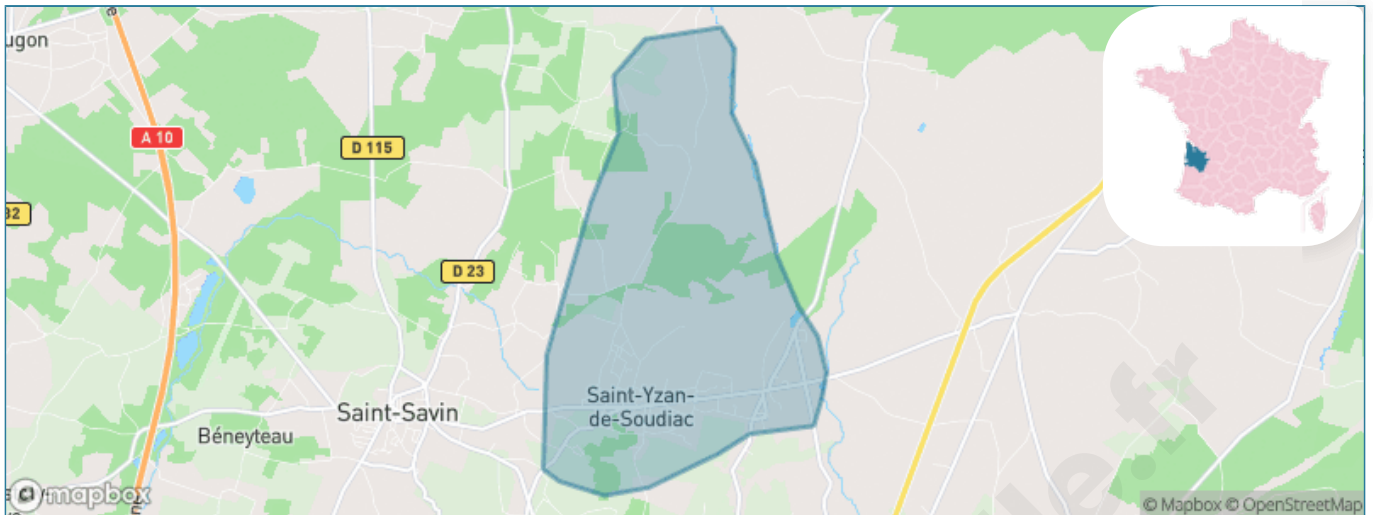 ugon
A 10
D 115
D 23
Saint-Yzan-
de-Soudiac
Saint-Savin
Béneyteau
mapbox
© Mapbox © OpenStreetMap